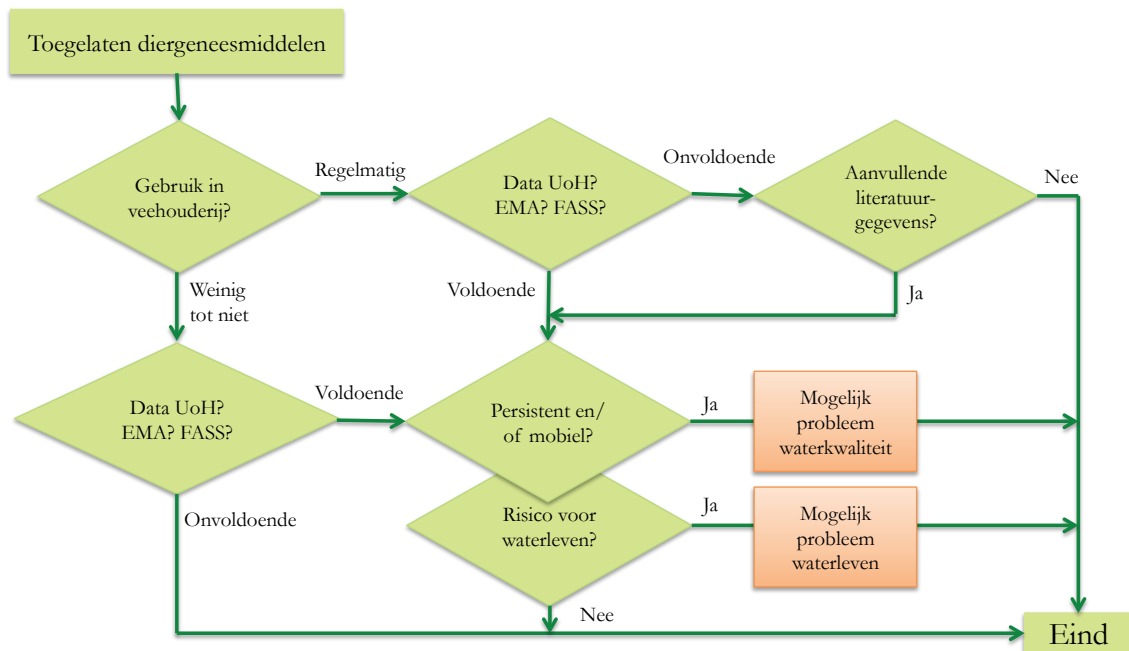 Toegelaten diergeneesmiddelen
Gebruik in
veehouderij?
Regelmatig
Data UoH?
EMA? FASS?
Onvoldoende
Aanvullende
literatuur-
gegevens?
Nee
Weinig
tot niet
Voldoende
Ja
Data UoH?
EMA? FASS?
Voldoende
Persistent en/
of mobiel?
Ja
Mogelijk
probleem
waterkwaliteit
Onvoldoende
Risico voor
waterleven?
Ja
Mogelijk
probleem
waterleven
Nee
Eind